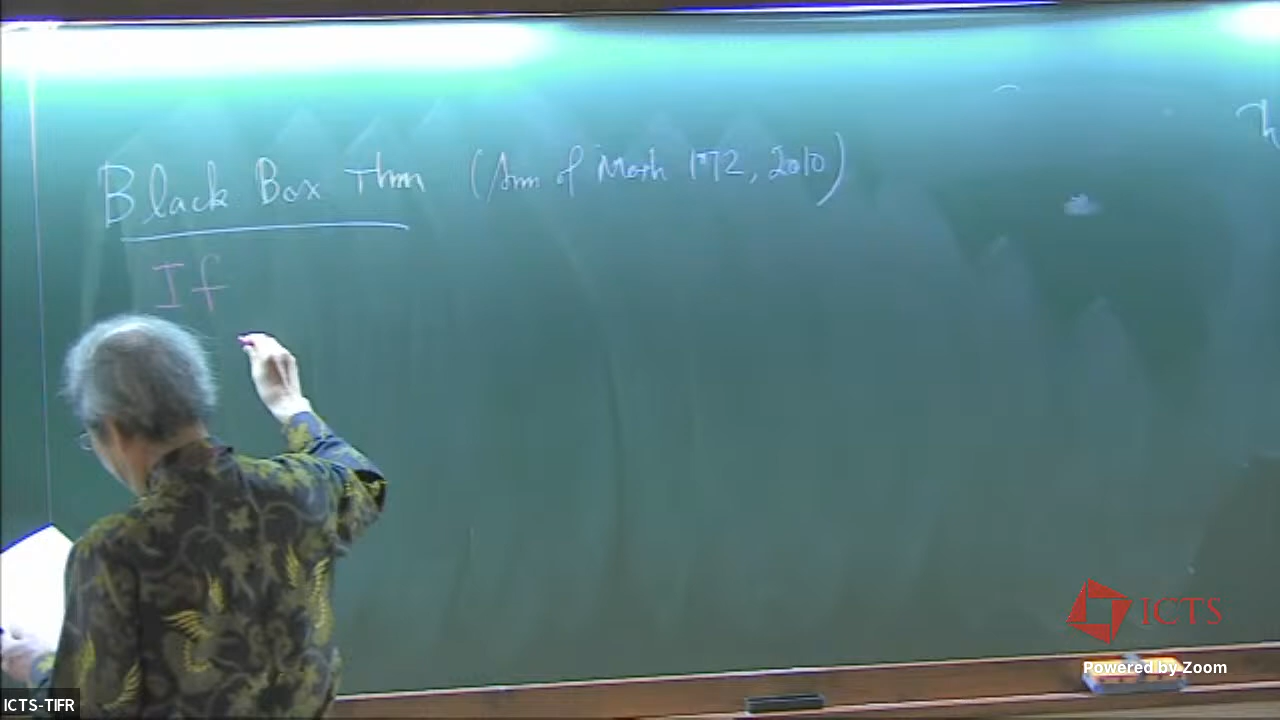 Black Box Thm (Ann of Math 172, 2010)
If
ICTS
Powered by Zoom
ICTS-TIFR